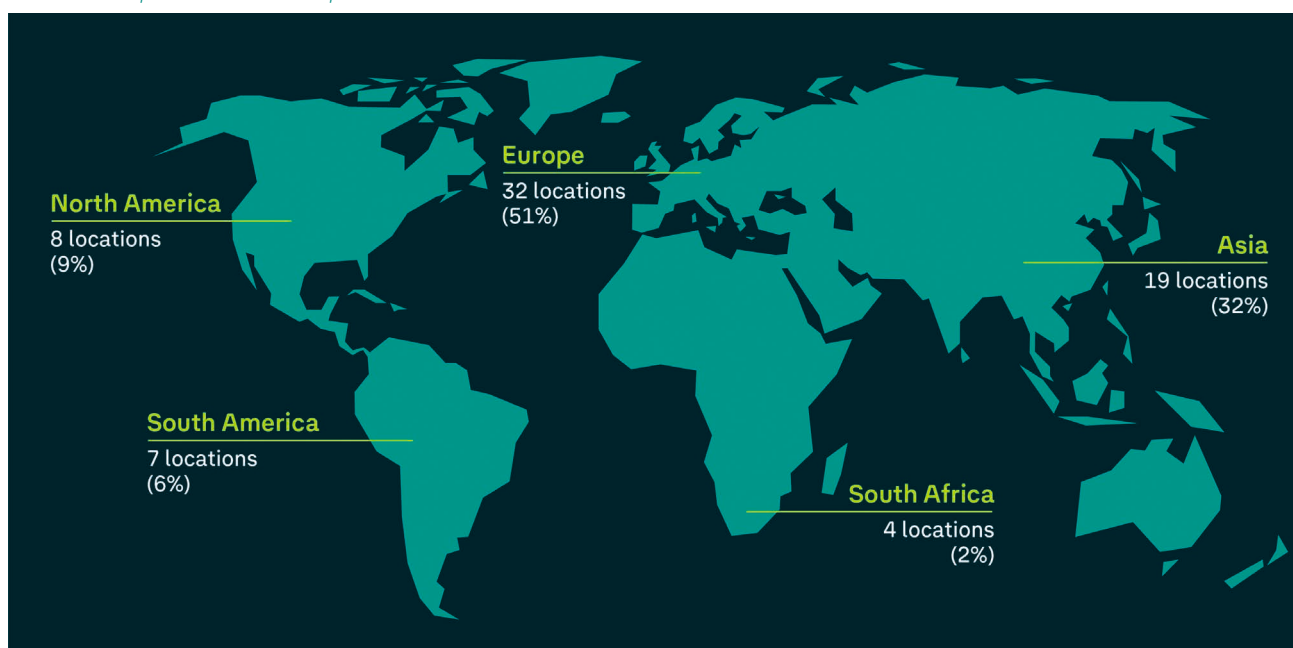 North America
8 locations
(9%)
Europe
32 locations
(51%)
Asia
19 locations
(32%)
South America
7 locations
(6%)
South Africa
4 locations
(2%)